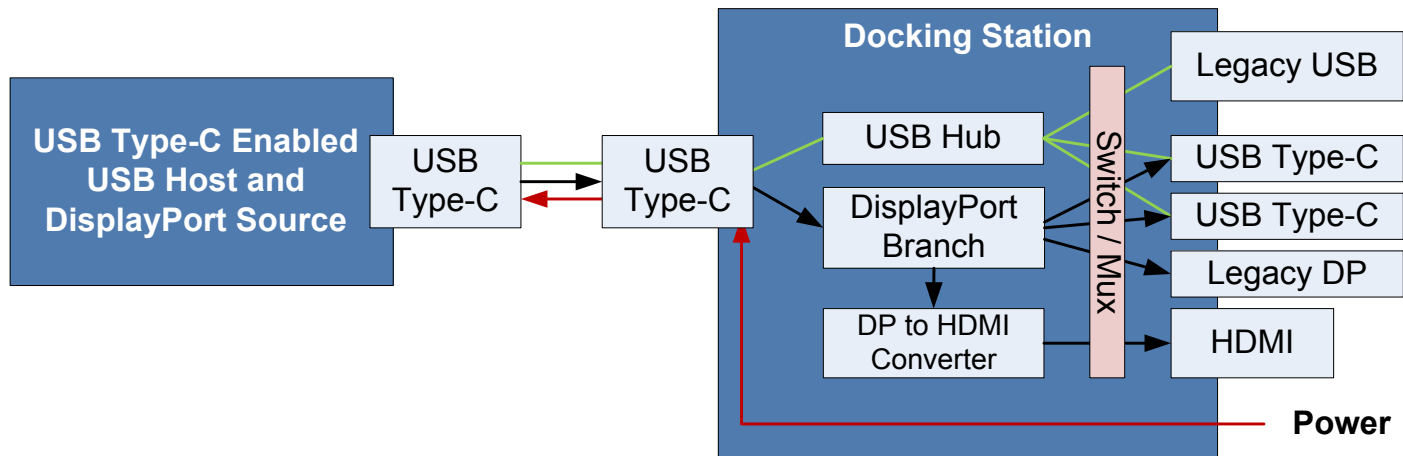 Docking Station
USB Type-C Enabled
USB Host and
DisplayPort Source
USB
Type-C
USB
Type-C
USB Hub
DisplayPort
Branch
DP to HDMI
Converter
Switch / Mux
Legacy USB
USB Type-C
USB Type-C
Legacy DP
HDMI
Power